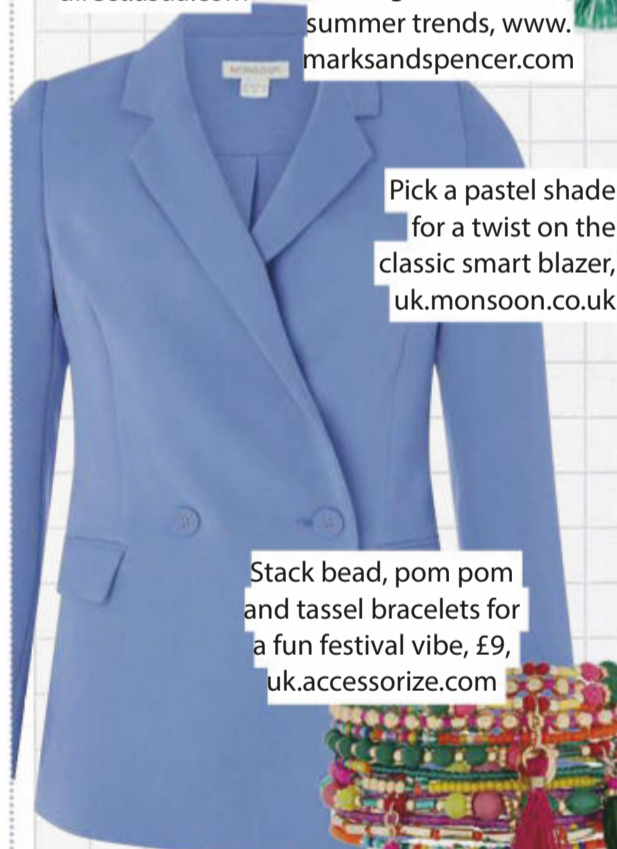 summer trends, www.
marksandspencer.com
MONSOON
Pick a pastel shade
for a twist on the
classic smart blazer,
uk.monsoon.co.uk
Stack bead, pom pom
and tassel bracelets for
a fun festival vibe, £9,
uk.accessorize.com